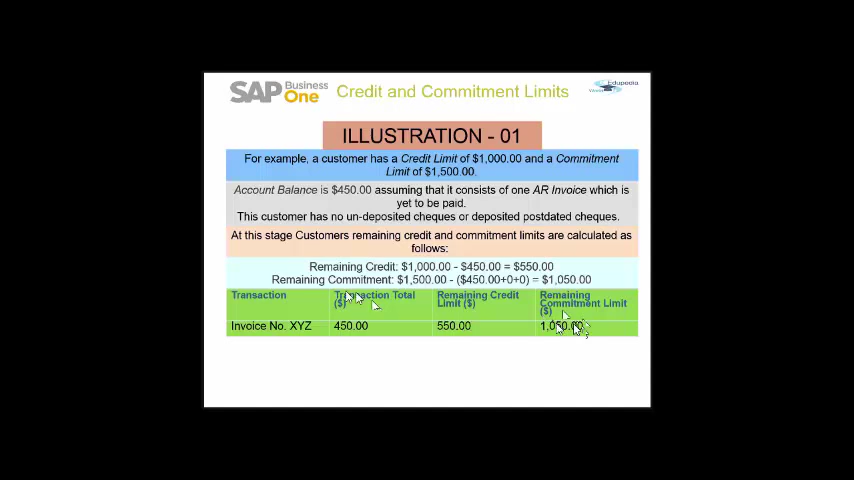 SAP Business One
Credit and Commitment Limits
Edupedia
ILLUSTRATION - 01
For example, a customer has a Credit Limit of $1,000.00 and a Commitment
Limit of $1,500.00.
Account Balance is $450.00 assuming that it consists of one AR Invoice which is
yet to be paid.
This customer has no un-deposited cheques or deposited postdated cheques.
At this stage Customers remaining credit and commitment limits are calculated as
follows:
Remaining Credit: $1,000.00 - $450.00 = $550.00
Remaining Commitment: $1,500.00 - ($450.00+0+0) = $1,050.00
Transaction Transaction Total Remaining Credit Remaining
($) Limit ($) Commitment Limit
($)
Invoice No. XYZ 450.00 550.00 1,050.00